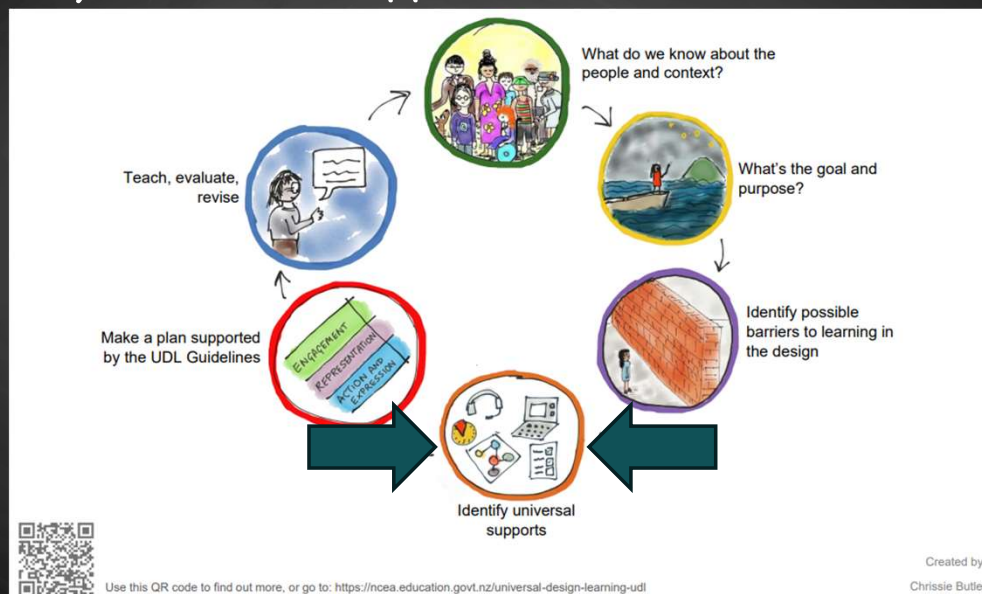 What do we know about the
people and context?
What's the goal and
purpose?
Identify possible
barriers to learning in
the design
Identify universal
supports
Make a plan supported
by the UDL Guidelines
ENGAGEMENT
REPRESENTATION
ACTION AND
EXPRESSION
Teach, evaluate,
revise
Use this QR code to find out more, or go to: https://ncea.education.govt.nz/universal-design-learning-udl
Created by
Chrissie Butle